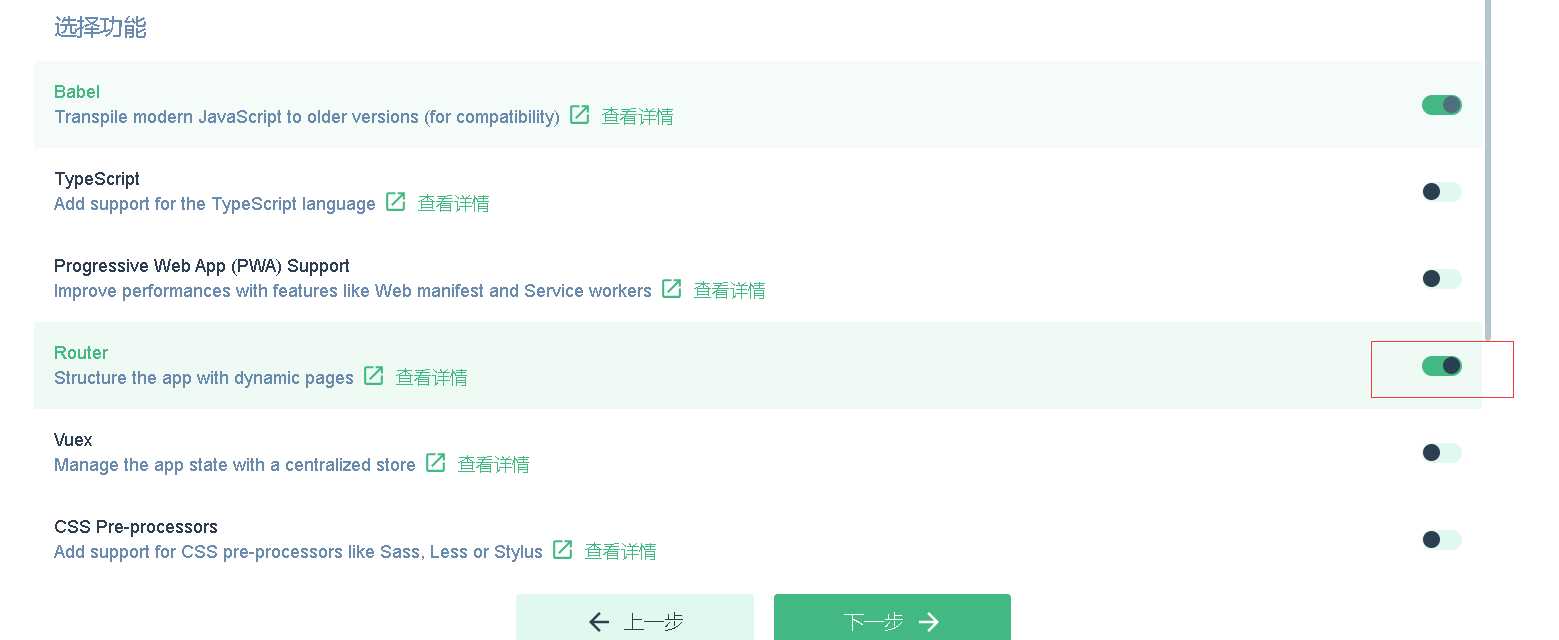 选择功能
Babel
Transpile modern JavaScript to older versions (for compatibility) 查看详情
TypeScript
Add support for the TypeScript language 查看详情
Progressive Web App (PWA) Support
Improve performances with features like Web manifest and Service workers 查看详情
Router
Structure the app with dynamic pages 查看详情
Vuex
Manage the app state with a centralized store 查看详情
CSS Pre-processors
Add support for CSS pre-processors like Sass, Less or Stylus 查看详情
← 上一步 下一步 →